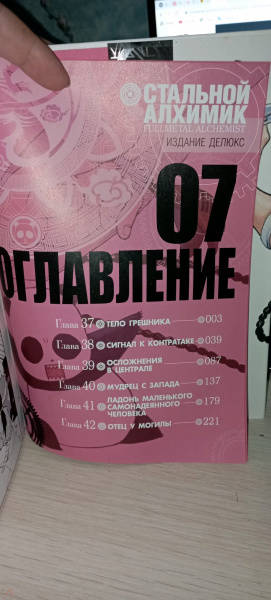 СТАЛЬНОЙ
АЛХИМИК
FULLMETAL ALCHEMIST
ИЗДАНИЕ ДЕЛЮКС
07
ОГЛАВЛЕНИЕ
Глава 37 ТЕЛО ГРЕШНИКА 003
Глава 38 СИГНАЛ К КОНТРАТАКЕ 039
Глава 39 ОСЛОЖНЕНИЯ
В ЦЕНТРАЛЕ 087
Глава 40 МУДРЕЦ С ЗАПАДА 137
Глава 41 ЛАДОНЬ МАЛЕНЬКОГО
САМОНАДЕЯННОГО 179
ЧЕЛОВЕКА
Глава 42 ОТЕЦ У МОГИЛЫ 221